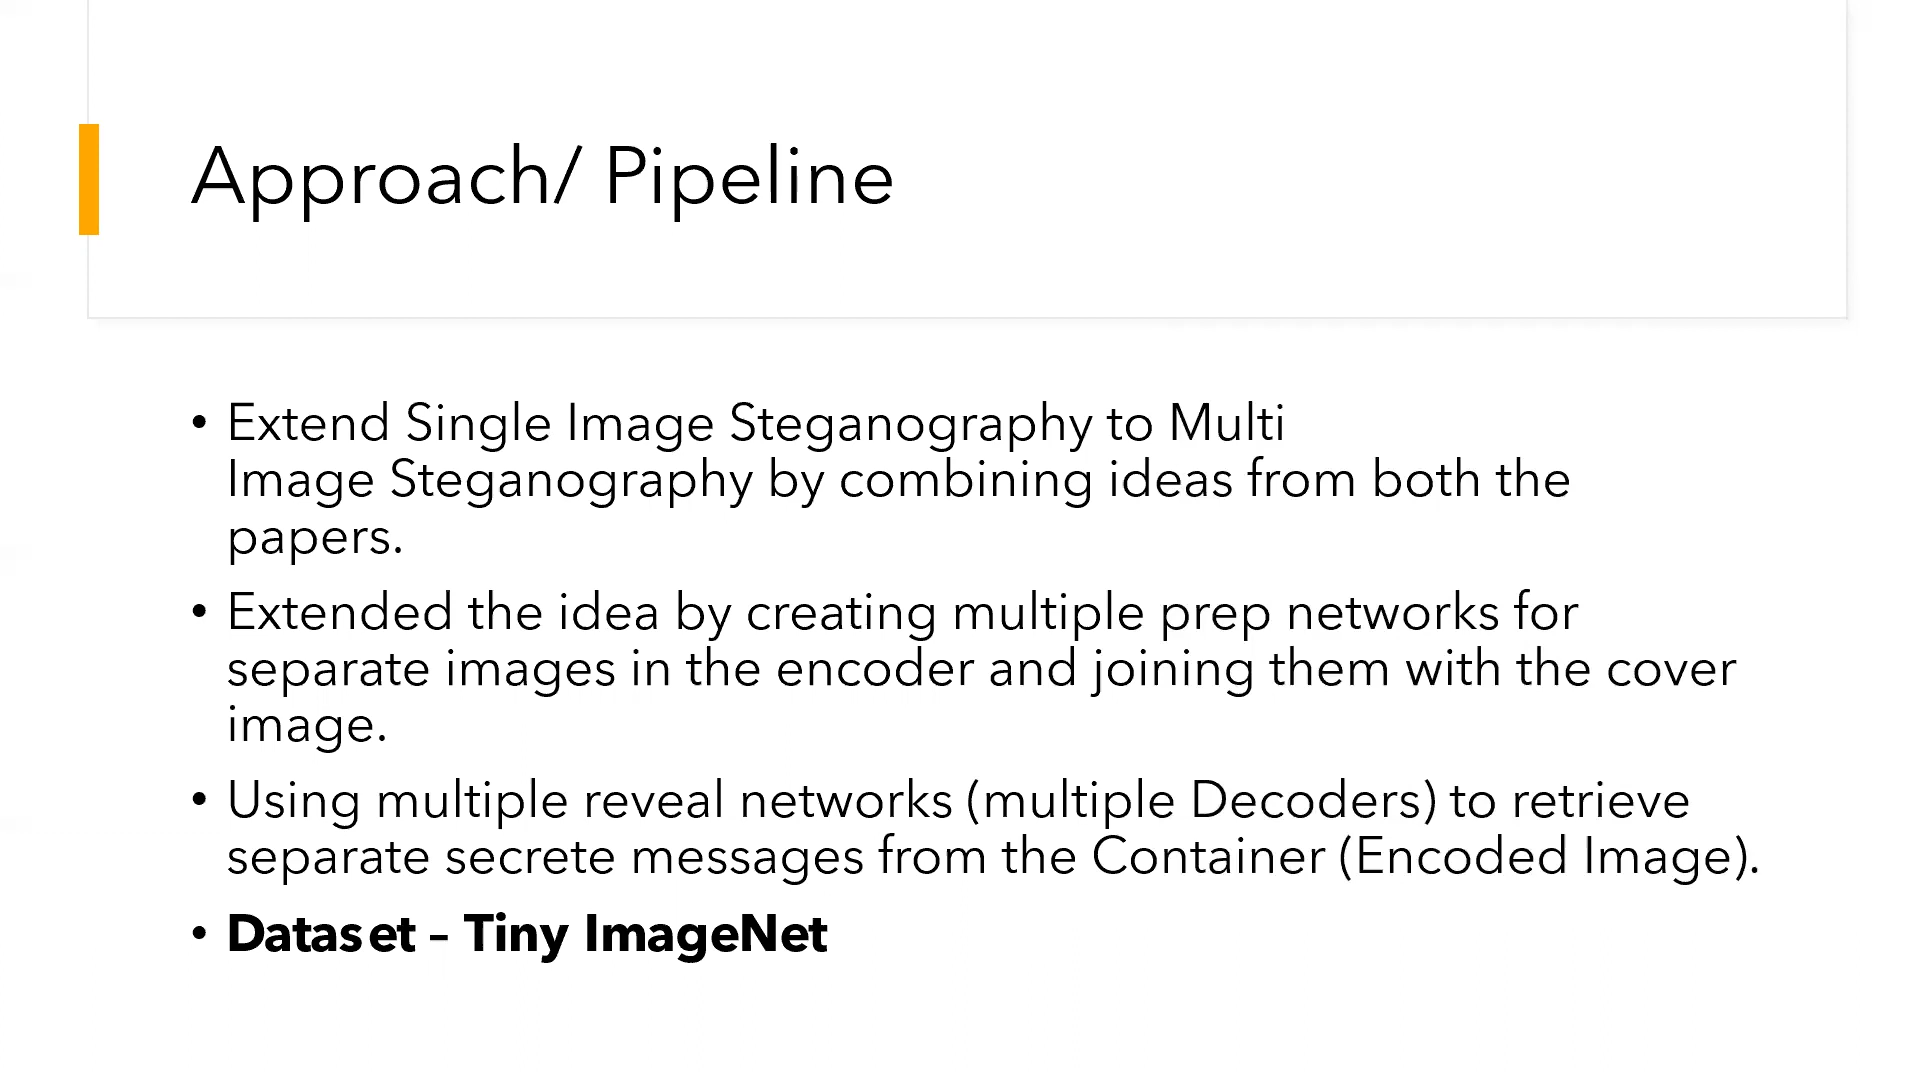 Approach/ Pipeline
• Extend Single Image Steganography to Multi
Image Steganography by combining ideas from both the
papers.
• Extended the idea by creating multiple prep networks for
separate images in the encoder and joining them with the cover
image.
• Using multiple reveal networks (multiple Decoders) to retrieve
separate secrete messages from the Container (Encoded Image).
• Dataset – Tiny ImageNet